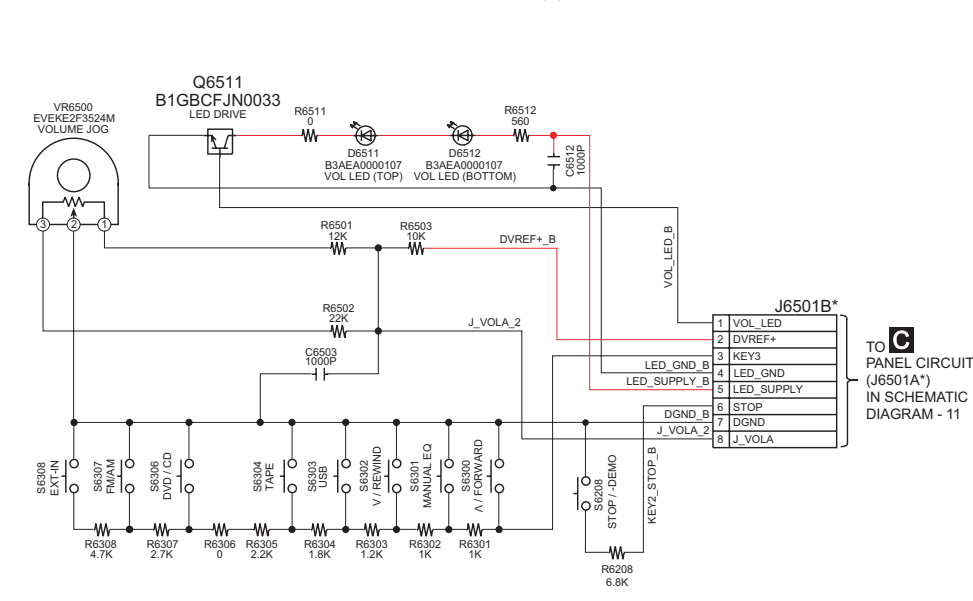 Q6511
B1GBCFJN0033
LED DRIVE
VR6500
EVEKE2F3524M
VOLUME JOG
3 2 1
R6511
0
D6511
B3AEA0000107
VOL LED (TOP)
D6512
B3AEA0000107
VOL LED (BOTTOM)
R6512
560
C6512
1000P
R6501
12K
R6503
10K
DVREF+_B
VOL_LED_B
R6502
22K
J_VOLA_2
C6503
1000P
J6501B*
1 VOL_LED
2 DVREF+
3 KEY3
4 LED_GND
5 LED_SUPPLY
6 STOP
7 DGND
8 J_VOLA
LED_GND_B
LED_SUPPLY_B
DGND_B
J_VOLA_2
TO C
PANEL CIRCUIT
(J6501A*)
IN SCHEMATIC
DIAGRAM - 11
S6308
EXT-IN
S6307
FM/AM
S6306
DVD / CD
S6304
TAPE
S6303
USB
S6302
V / REWIND
S6301
MANUAL EQ
S6300
Λ / FORWARD
S6208
STOP / -DEMO
KEY2_STOP_B
R6308
4.7K
R6307
2.7K
R6306
0
R6305
2.2K
R6304
1.8K
R6303
1.2K
R6302
1K
R6301
1K
R6208
6.8K